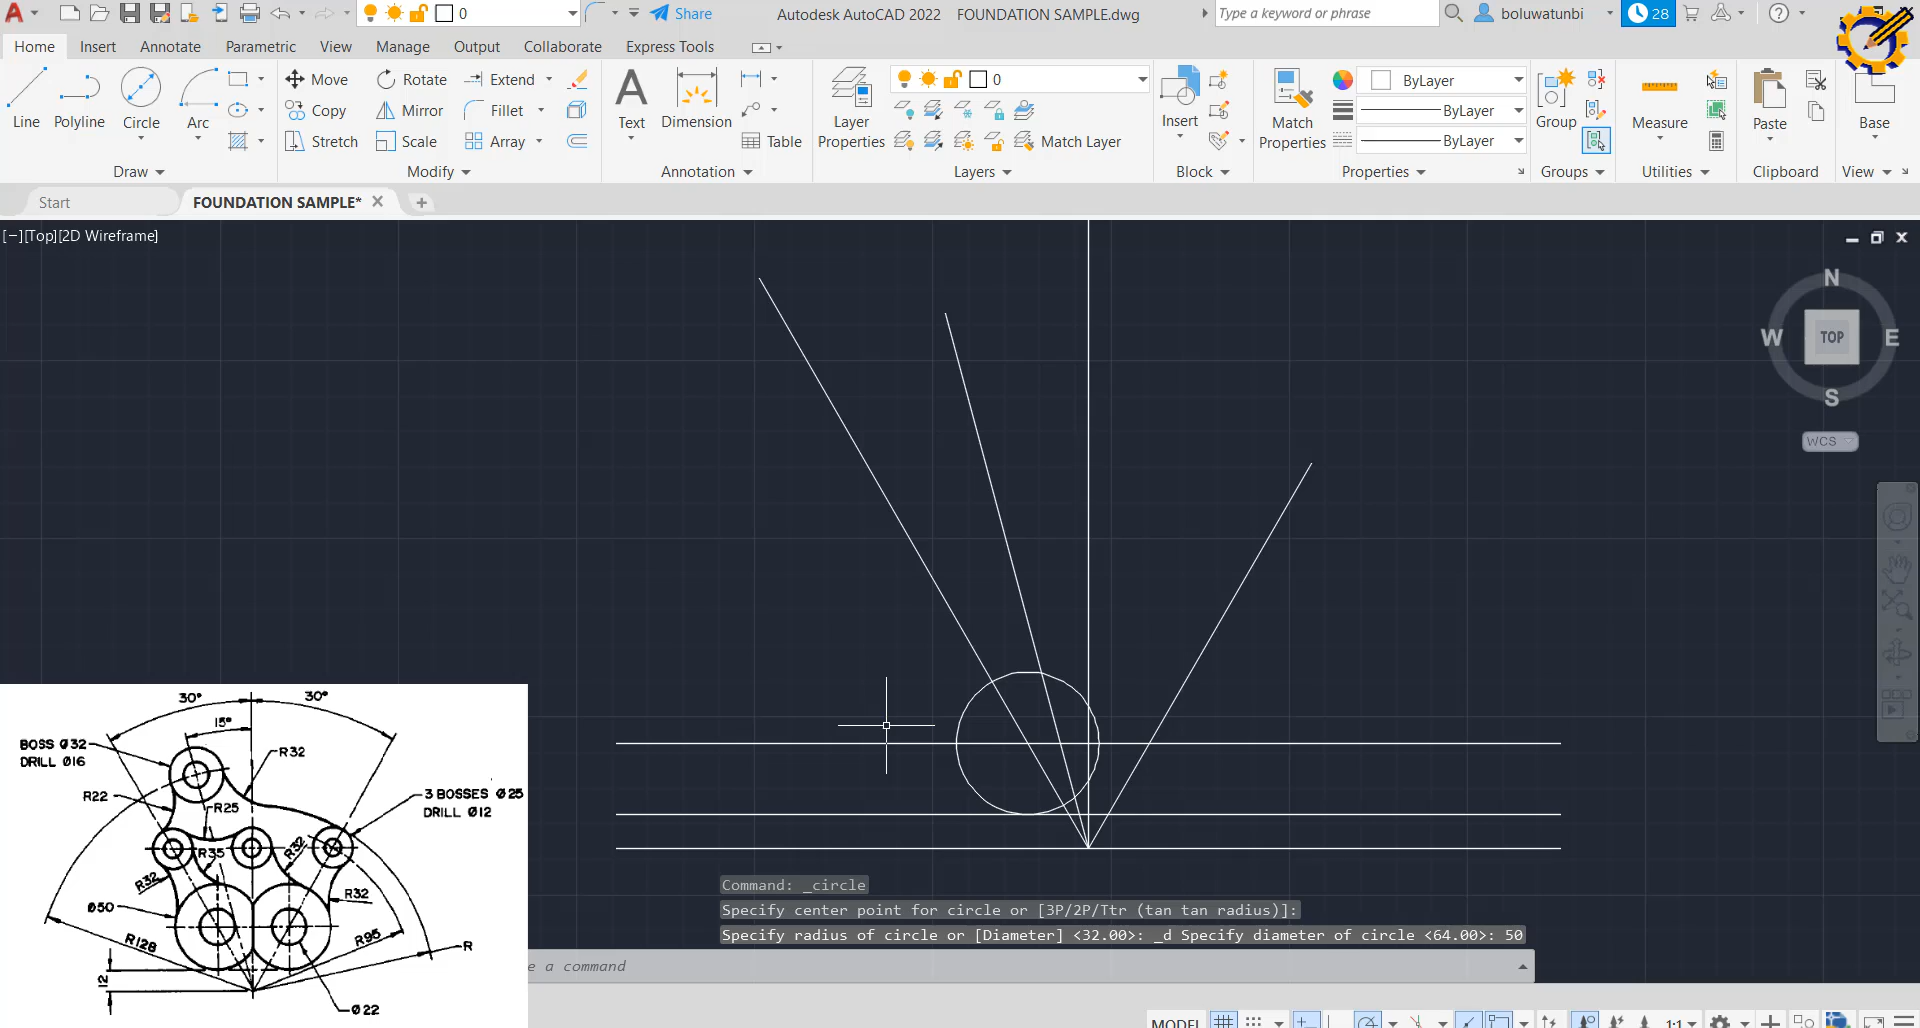 0
Share
Autodesk AutoCAD 2022 FOUNDATION SAMPLE.dwg
Type a keyword or phrase
boluwatunbi
28
Home Insert Annotate Parametric View Manage Output Collaborate Express Tools
Line Polyline Circle Arc
Draw
Move Rotate Extend
Copy Mirror Fillet
Stretch Scale Array
Modify
Text Dimension Table
Annotation
Layer Properties
0
Match Layer
Layers
Insert
Block
Match Properties
ByLayer
ByLayer
ByLayer
Properties
Group
Groups
Measure
Utilities
Paste
Clipboard
Base
View
Start
FOUNDATION SAMPLE*
[−][Top][2D Wireframe]
N
W TOP E
S
WCS
30° 30°
15°
BOSS Ø32
DRILL Ø16
R32
R22
R25
3 BOSSES Ø25
DRILL Ø12
R35
R32
R32
R32
Ø50
R128
R95
R
12
Ø22
Command: _circle
Specify center point for circle or [3P/2P/Ttr (tan tan radius)]:
Specify radius of circle or [Diameter] <32.00>: _d Specify diameter of circle <64.00>: 50
e a command
MODEL
1:1